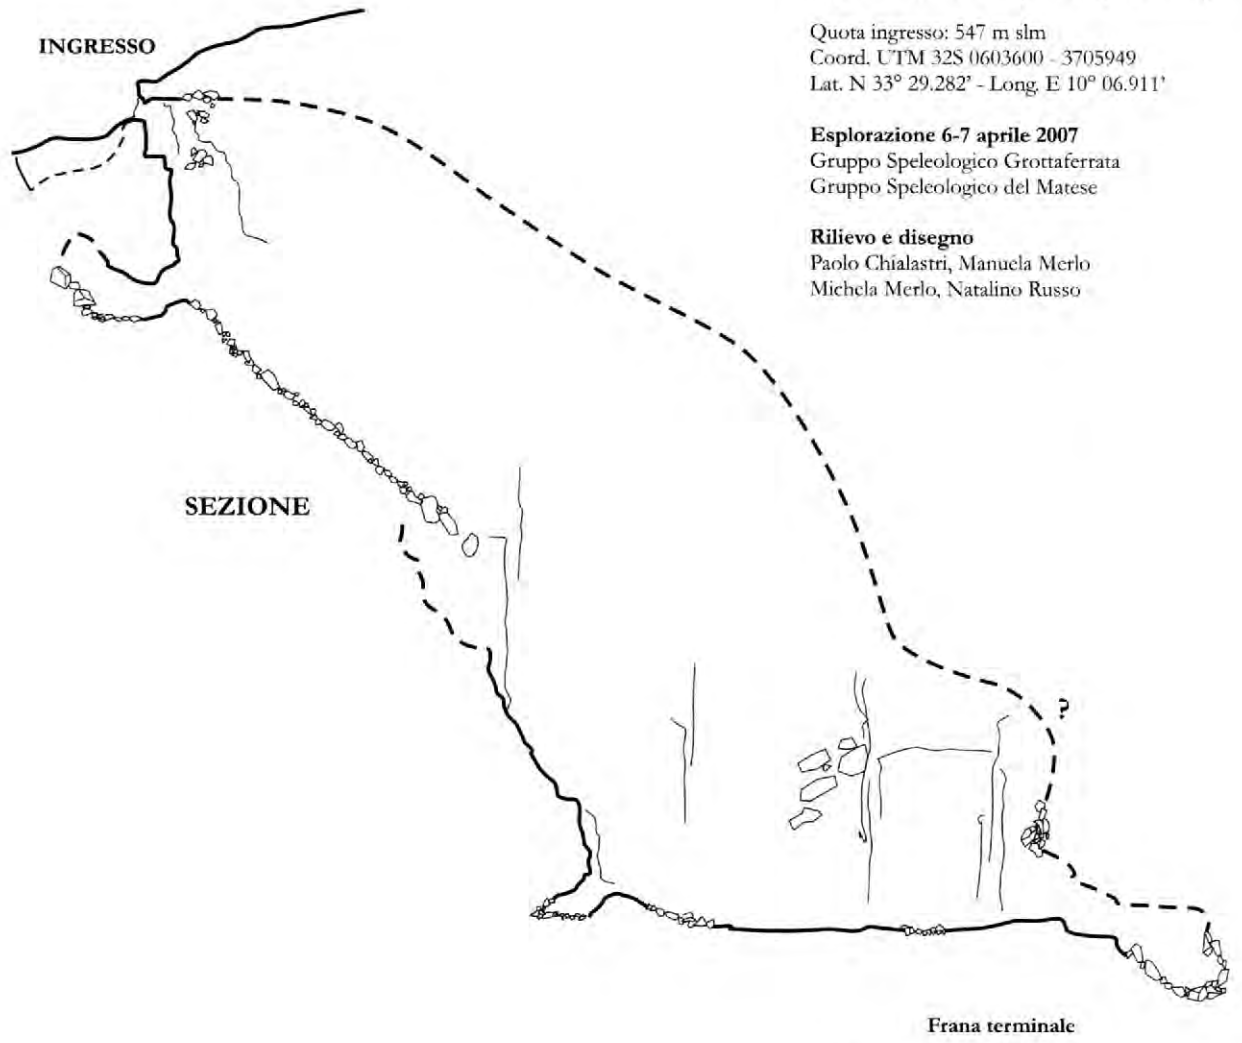 INGRESSO
Quota ingresso: 547 m slm
Coord. UTM 32S 0603600 - 3705949
Lat. N 33° 29.282' - Long. E 10° 06.911'
Esplorazione 6-7 aprile 2007
Gruppo Speleologico Grottaferrata
Gruppo Speleologico del Matese
Rilievo e disegno
Paolo Chialastri, Manuela Merlo
Michela Merlo, Natalino Russo
SEZIONE
?
Frana terminale